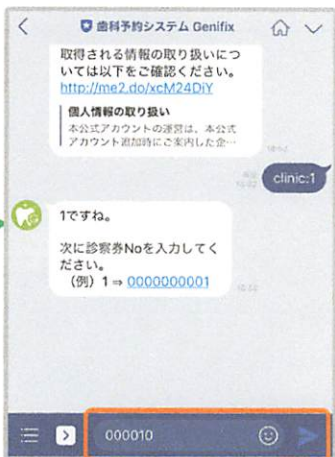 歯科予約システム Genifix
取得される情報の取り扱いにつ
いては以下をご確認ください。
http://me2.do/xcM24DiY
個人情報の取り扱い
本公式アカウントの運営は、本公式
アカウント追加時にご案内した企…
clinic:1
1ですね。
次に診察券Noを入力してく
ださい。
(例) 1 ⇒ 0000000001
000010